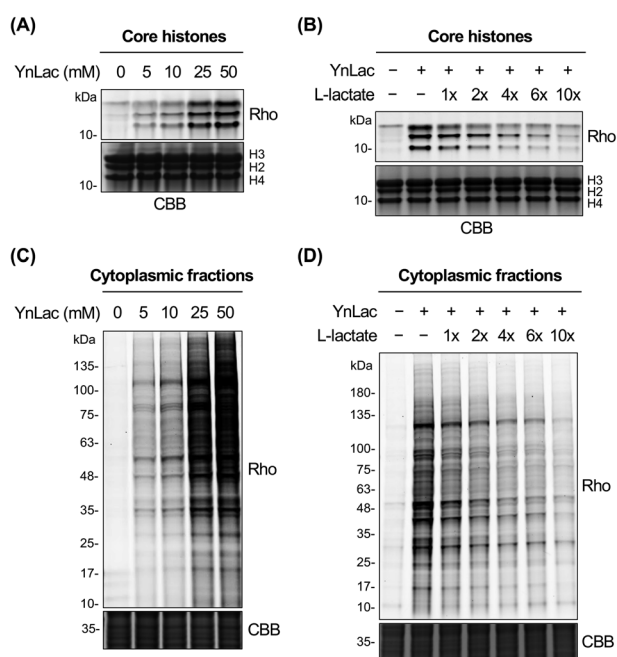 (A)
Core histones
YnLac (mM) 0 5 10 25 50
kDa
Rho
10-
H3
H2
H4
10-
CBB
(B)
Core histones
YnLac – + + + + + +
L-lactate – – 1x 2x 4x 6x 10x
kDa
Rho
10-
H3
H2
H4
10-
CBB
(C)
Cytoplasmic fractions
YnLac (mM) 0 5 10 25 50
kDa
135-
100-
75-
63-
48-
Rho
35-
25-
17-
10-
35-
CBB
(D)
Cytoplasmic fractions
YnLac – + + + + + +
L-lactate – – 1x 2x 4x 6x 10x
kDa
180-
135-
100-
75-
63-
48-
Rho
35-
25-
17-
10-
35-
CBB